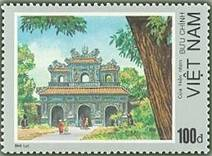 VIỆT NAM
BƯU CHÍNH
Cửa Hiển nhơn
100đ